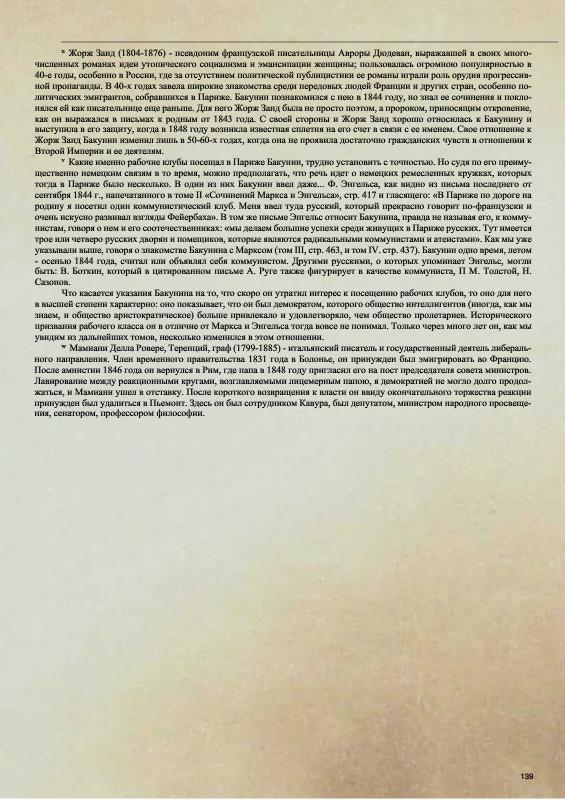 Жорж Занд (1804-1876) - псевдоним французской писательницы Авроры Дюдеван, выражавшей в своих много-
численных романах идеи утопического социализма и эмансипации женщины; пользовалась огромною популярностью в
40-е годы, особенно в России, где за отсутствием политической публицистики ее романы играли роль орудия прогрессив-
ной пропаганды. В 40-х годах завела широкие знакомства среди передовых людей Франции и других стран, особенно по-
литических эмигрантов, собравшихся в Париже. Бакунин познакомился с нею в 1844 году, но знал ее сочинения и покло-
нялся ей как писательнице еще раньше. Для него Жорж Занд была не просто поэтом, а пророком, приносящим откровение,
как он выражался в письмах к родным от 1843 года. С своей стороны и Жорж Занд хорошо относилась к Бакунину и
выступила в его защиту, когда в 1848 году возникла известная сплетня на его счет в связи с ее именем. Свое отношение к
Жорж Занд Бакунин изменил лишь в 50-60-х годах, когда она не проявила достаточно гражданских чувств в отношении к
Второй Империи и ее деятелям.
Какие именно рабочие клубы посещал в Париже Бакунин, трудно установить с точностью. Но судя по его преиму-
щественно немецким связям в то время, можно предполагать, что речь идет о немецких ремесленных кружках, которых
тогда в Париже было несколько. В один из них Бакунин ввел даже... Ф. Энгельса, как видно из письма последнего от
сентября 1844 г., напечатанного в томе II «Сочинений Маркса и Энгельса», стр. 417 и гласящего: «В Париже по дороге на
родину я посетил один коммунистический клуб. Меня ввел туда русский, который прекрасно говорит по-французски и
очень искусно развивал взгляды Фейербаха». В том же письме Энгельс относит Бакунина, правда не называя его, к комму-
нистам, говоря о нем и его соотечественниках: «мы делаем большие успехи среди живущих в Париже русских. Тут имеется
трое или четверо русских дворян и помещиков, которые являются радикальными коммунистами и атеистами». Как мы уже
указывали выше, говоря о знакомстве Бакунина с Марксом (том III, стр. 463, и том IV. стр. 437). Бакунин одно время, летом
- осенью 1844 года, считал или объявлял себя коммунистом. Другими русскими, о которых упоминает Энгельс, могли
быть: В. Боткин, который в цитированном письме А. Руге также фигурирует в качестве коммуниста, П М. Толстой, Н.
Сазонов.
Что касается указания Бакунина на то, что скоро он утратил интерес к посещению рабочих клубов, то оно для него
в высшей степени характерно: оно показывает, что он был демократом, которого общество интеллигентов (иногда, как мы
знаем, и общество аристократическое) больше привлекало и удовлетворяло, чем общество пролетариев. Исторического
призвания рабочего класса он в отличие от Маркса и Энгельса тогда вовсе не понимал. Только через много лет он, как мы
увидим из дальнейших томов, несколько изменился в этом отношении.
Мамиани Делла Ровере, Теренций, граф (1799-1885) - итальянский писатель и государственный деятель либераль-
ного направления. Член временного правительства 1831 года в Болонье, он принужден был эмигрировать во Францию.
После амнистии 1846 года он вернулся в Рим, где папа в 1848 году пригласил его на пост председателя совета министров.
Лавирование между реакционными кругами, возглавляемыми лицемерным папою, я демократией не могло долго продол-
жаться, и Мамиани ушел в отставку. После короткого возвращения к власти он ввиду окончательного торжества реакции
принужден был удалиться в Пьемонт. Здесь он был сотрудником Кавура, был депутатом, министром народного просвеще-
ния, сенатором, профессором философии.
139